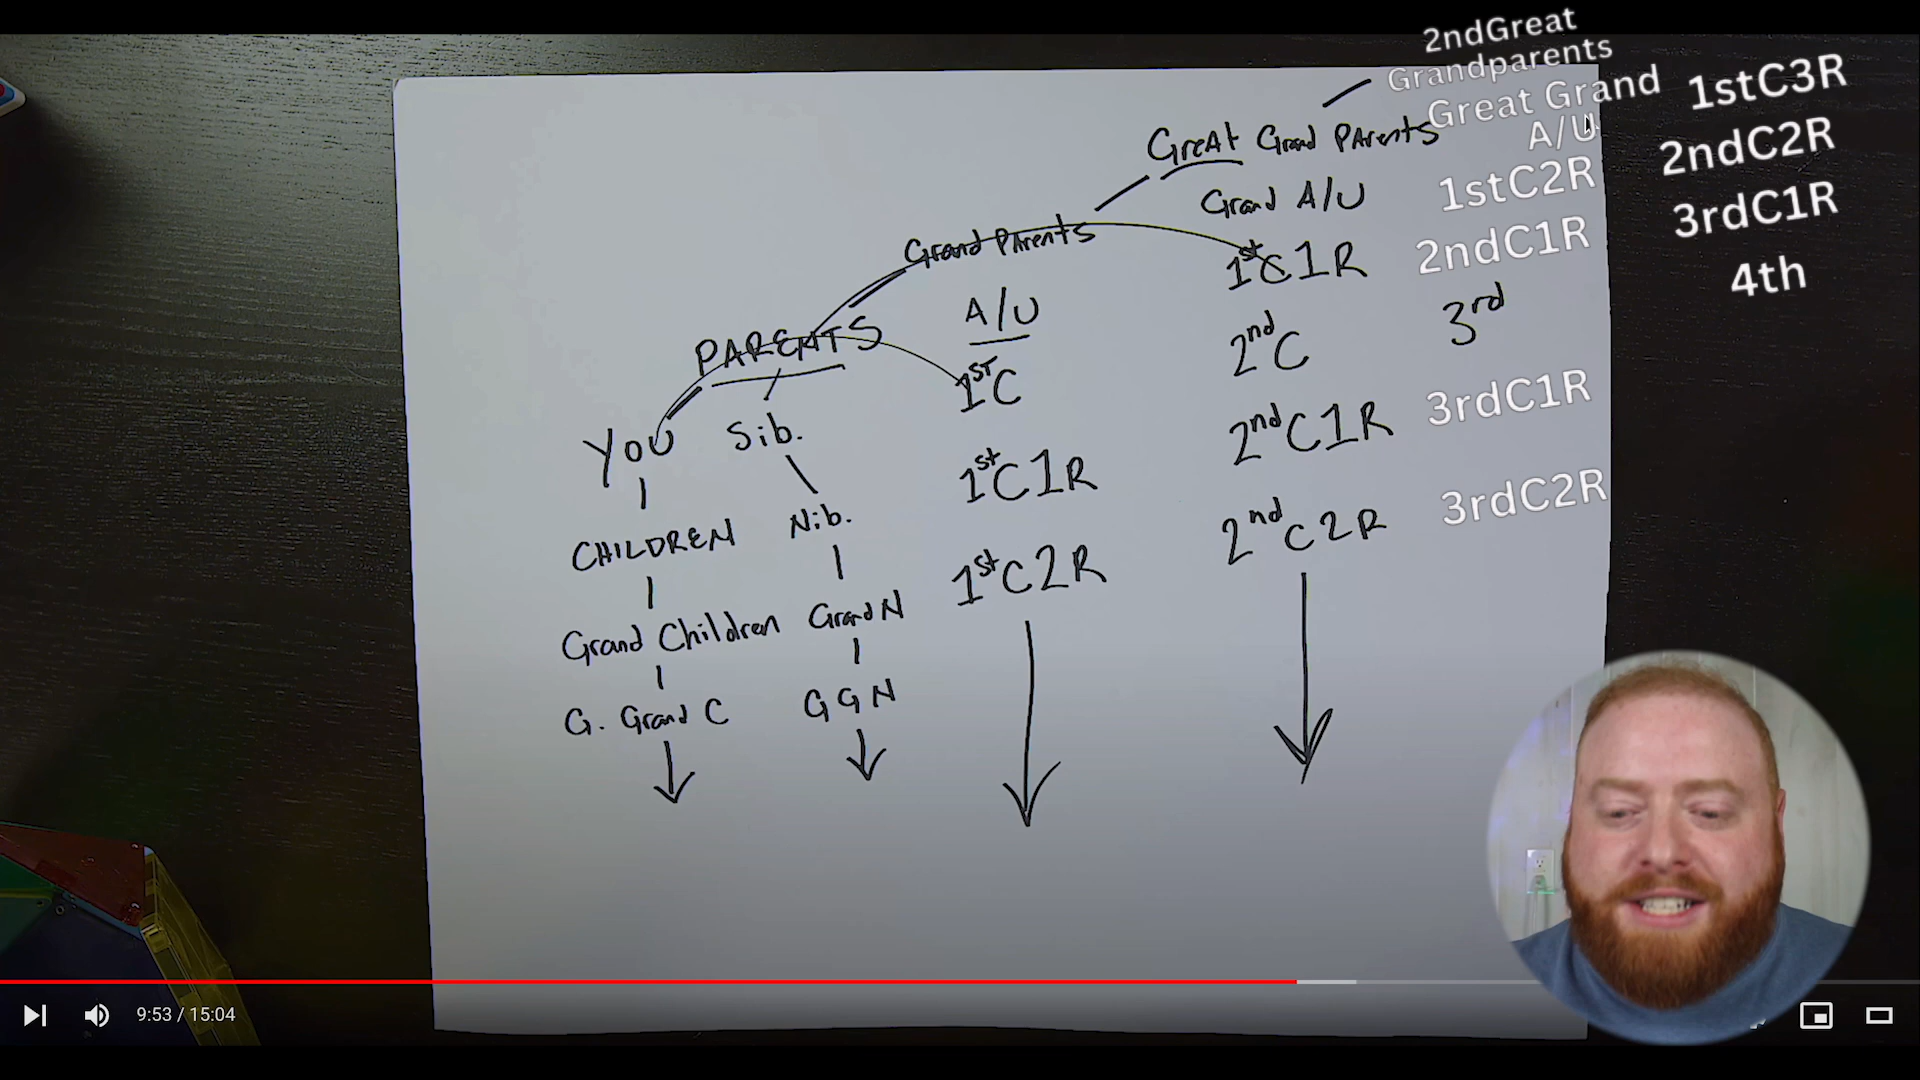 2ndGreat
Grandparents
Great Grand
A/U
1stC3R
Great Grand Parents
2ndC2R
Grand A/U
1stC2R
3rdC1R
Grand Parents
1stC1R
2ndC1R
4th
A/U
PARENTS
2ndC
3rd
1STC
YOU
Sib.
2ndC1R
3rdC1R
1stC1R
CHILDREN
Nib.
2ndC2R
3rdC2R
1stC2R
Grand Children
Grand N
G. Grand C
GGN
9:53 / 15:04